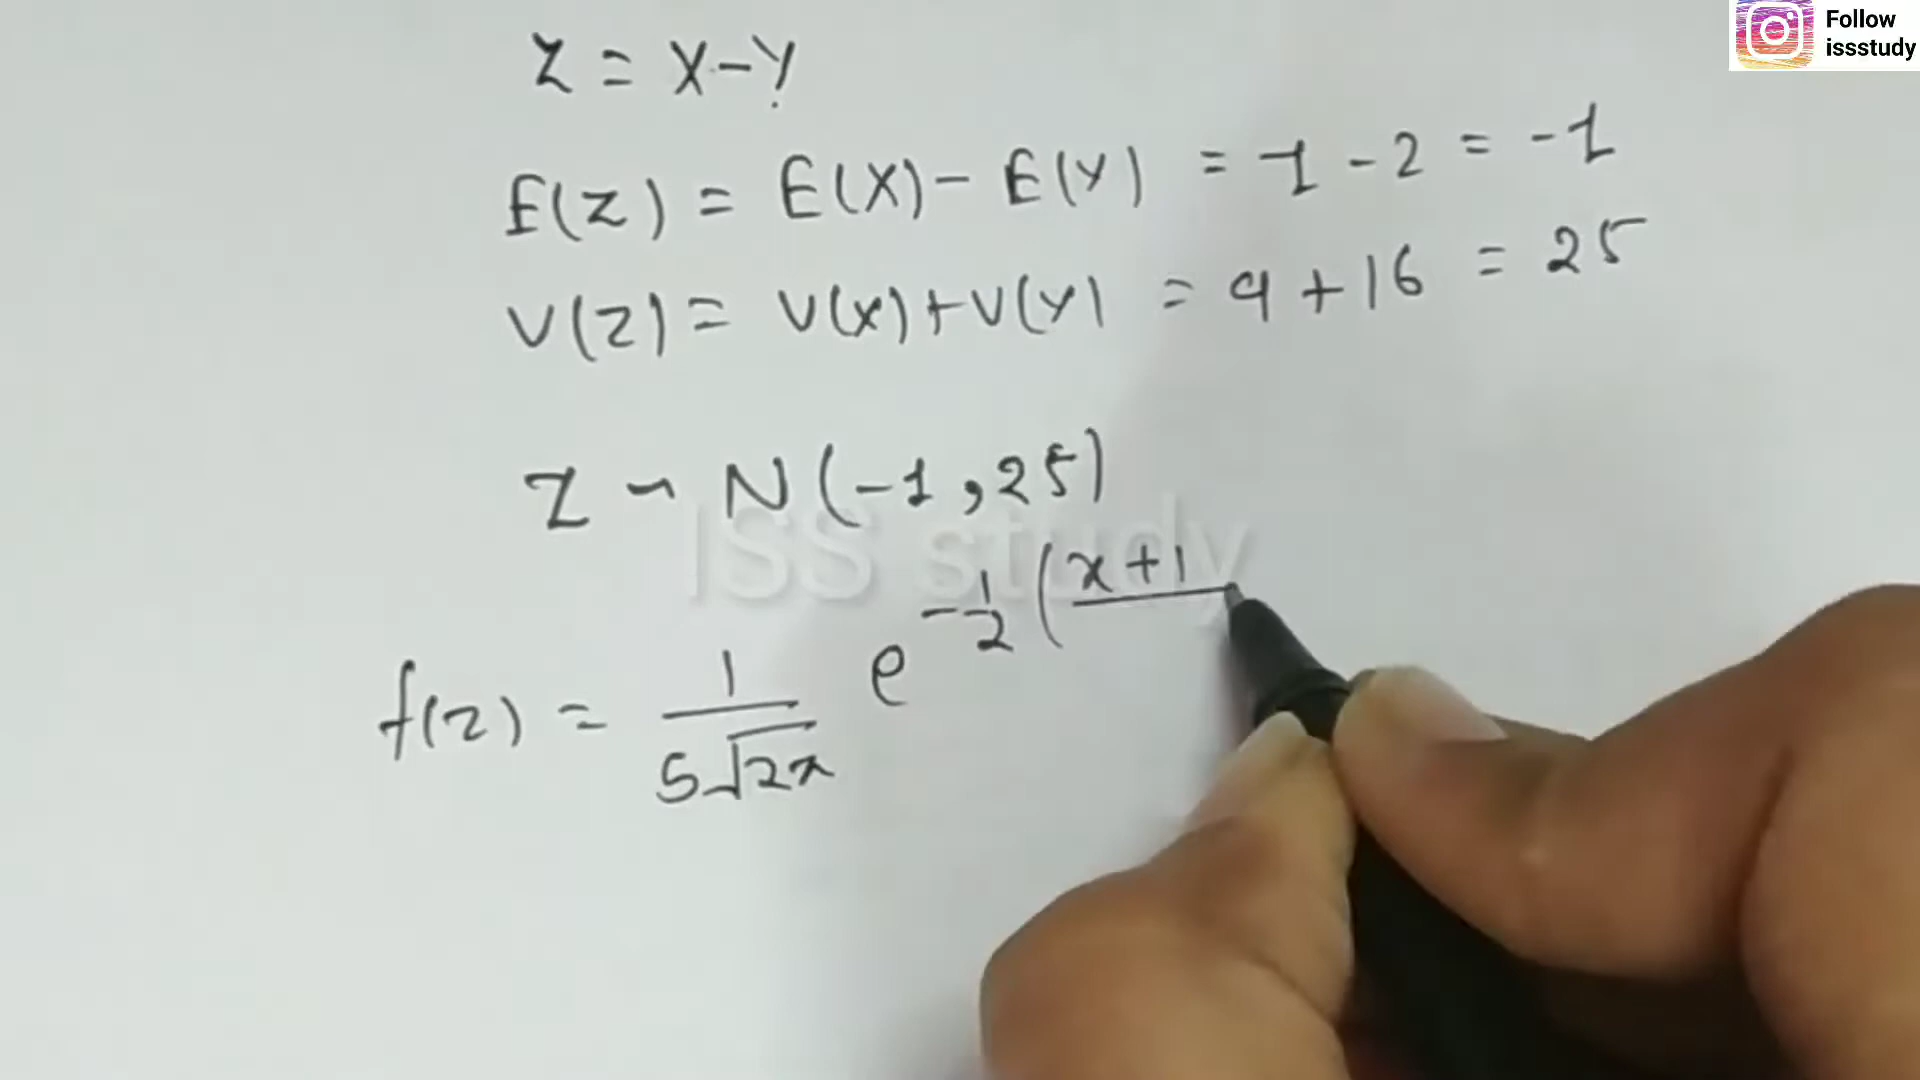 Follow
issstudy
Z = X-Y
E(Z) = E(X) - E(Y) = 1 - 2 = -1
V(Z) = V(X) + V(Y) = 9 + 16 = 25
Z ~ N(-1, 25)
ISS study
f(z) = 1/5√2π e^-1/2 (x+1